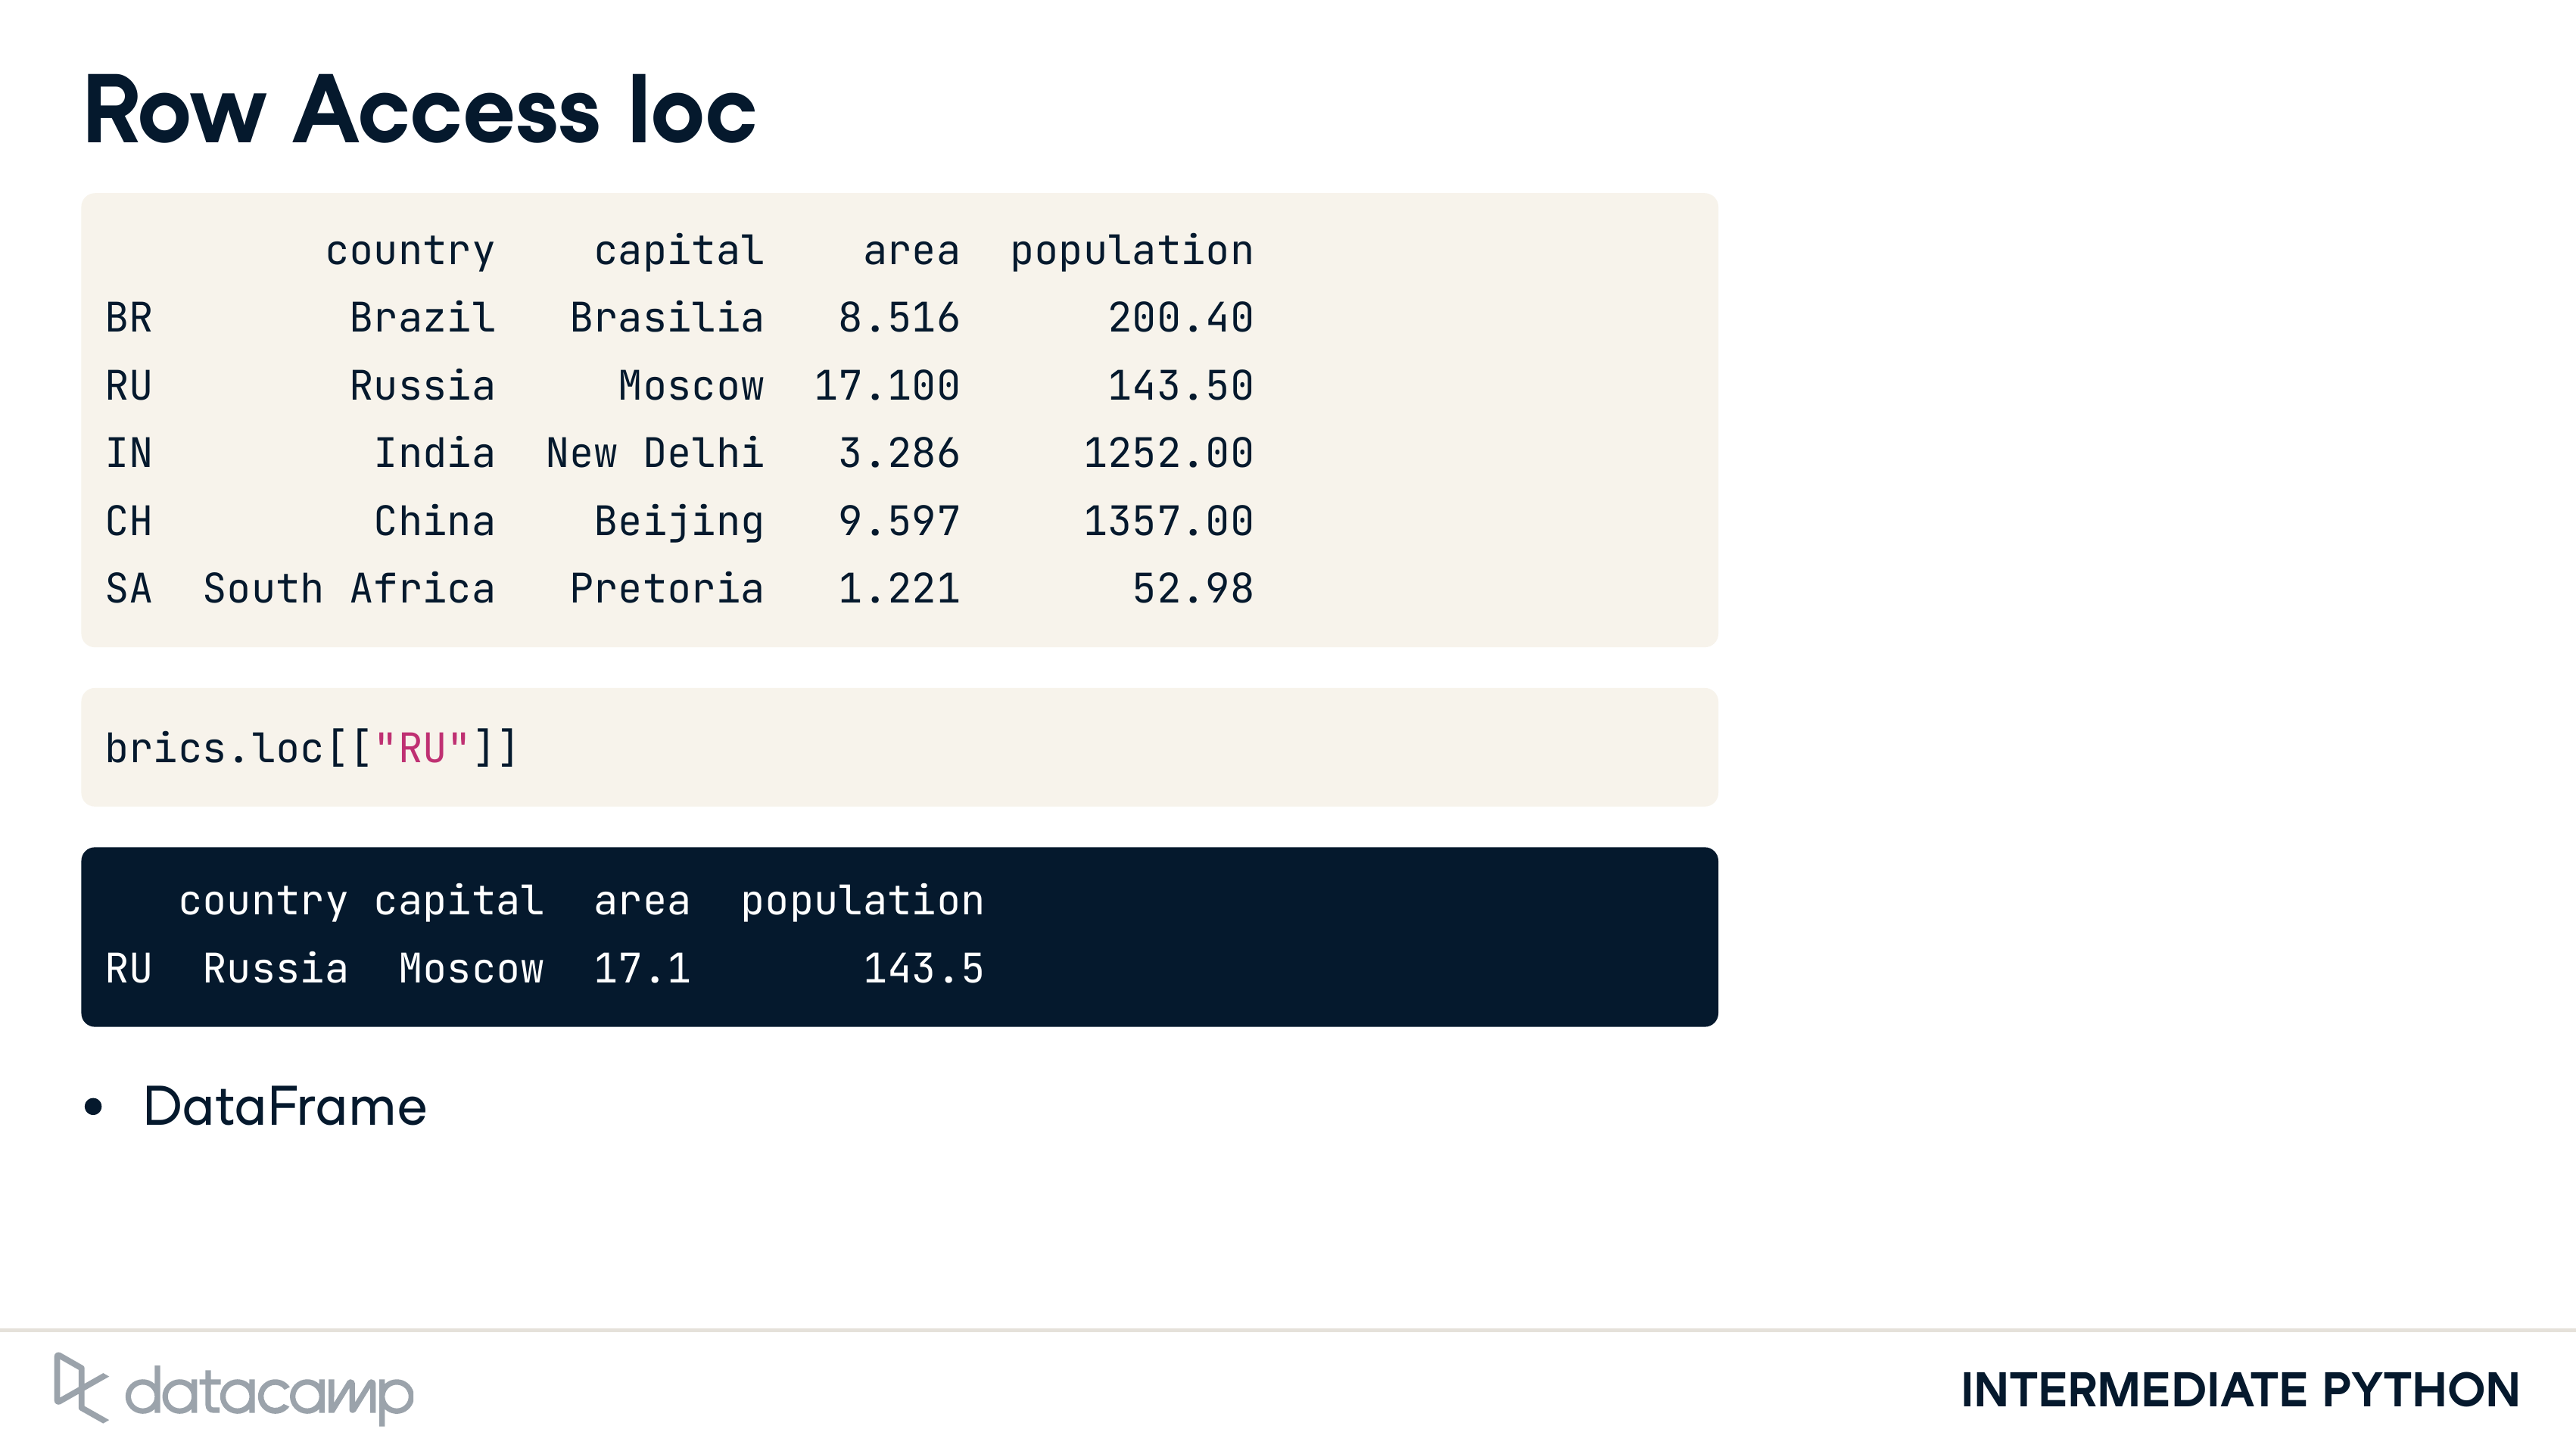 Row Access loc
         country    capital    area  population
BR        Brazil   Brasilia   8.516      200.40
RU        Russia     Moscow  17.100      143.50
IN         India  New Delhi   3.286     1252.00
CH         China    Beijing   9.597     1357.00
SA  South Africa   Pretoria   1.221       52.98
brics.loc[["RU"]]
   country capital  area  population
RU  Russia  Moscow  17.1       143.5
• DataFrame
datacamp
INTERMEDIATE PYTHON